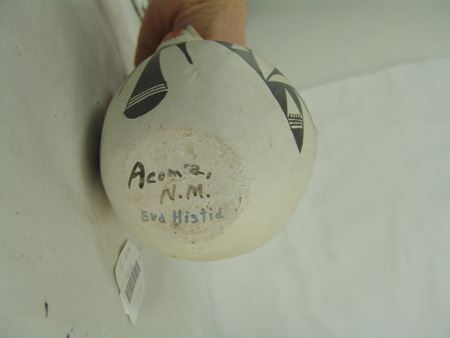 Acoma,
N.M.
Eva Histia